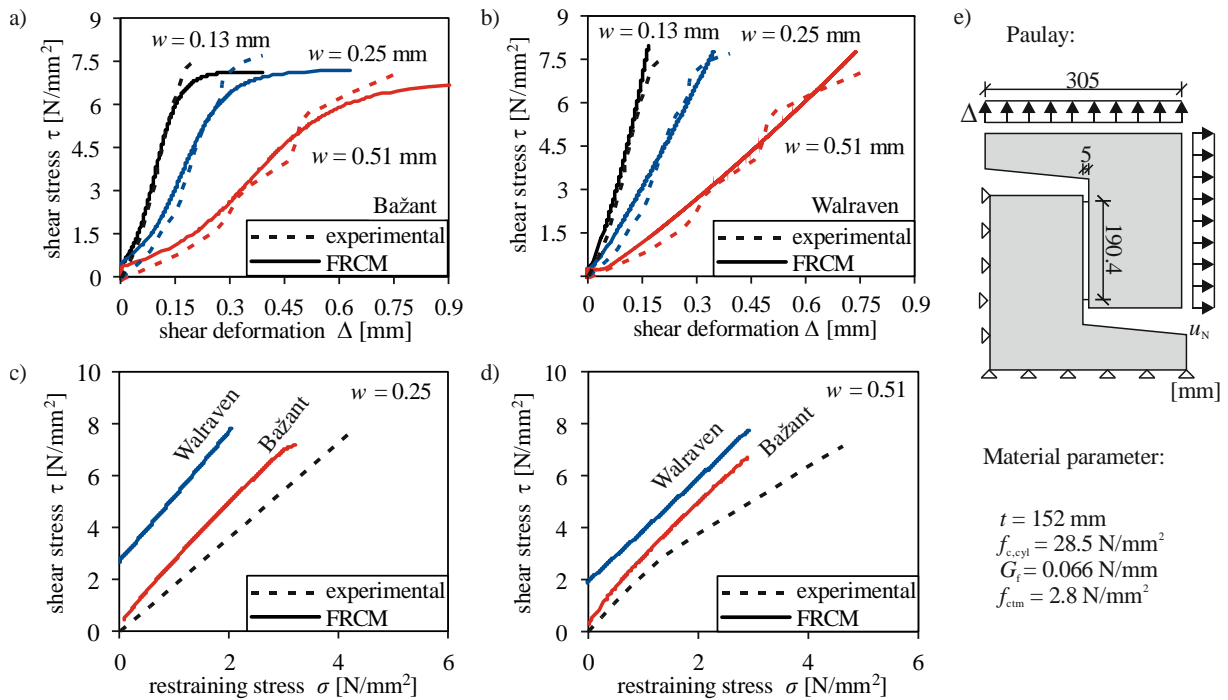 a)
9
7.5
6
4.5
3
1.5
0
shear stress τ [N/mm²]
w = 0.13 mm
w = 0.25 mm
w = 0.51 mm
Bažant
experimental
FRCM
0 0.15 0.3 0.45 0.6 0.75 0.9
shear deformation Δ [mm]
b)
9
7.5
6
4.5
3
1.5
shear stress τ [N/mm²]
w = 0.13 mm
w = 0.25 mm
w = 0.51 mm
Walraven
experimental
FRCM
0 0.15 0.3 0.45 0.6 0.75 0.9
shear deformation Δ [mm]
c)
10
8
6
4
2
0
shear stress τ [N/mm²]
w = 0.25
Walraven
Bažant
experimental
FRCM
0 2 4 6
restraining stress σ [N/mm²]
d)
10
8
6
4
2
0
shear stress τ [N/mm²]
w = 0.51
Walraven
Bažant
experimental
FRCM
0 2 4 6
restraining stress σ [N/mm²]
e)
Paulay:
305
Δ
5
190.4
u_N
[mm]
Material parameter:
t = 152 mm
f_c,cyl = 28.5 N/mm²
G_f = 0.066 N/mm
f_ctm = 2.8 N/mm²